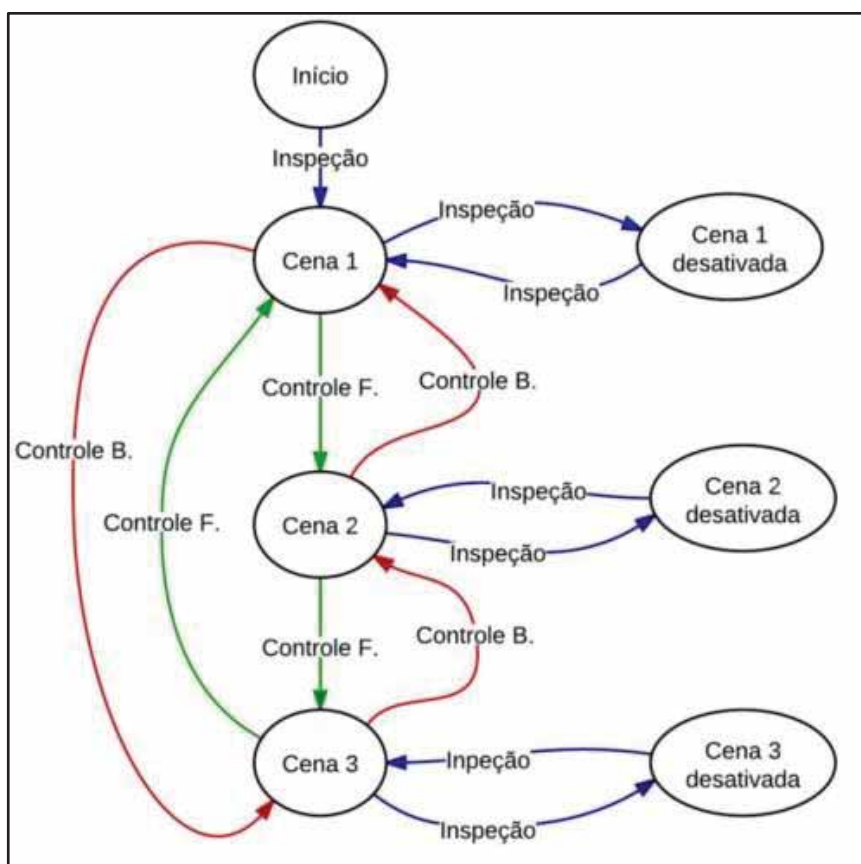 Início
Inspeção
Inspeção
Cena 1
desativada
Cena 1
Inspeção
Controle F.
Controle B.
Controle B.
Inspeção
Cena 2
desativada
Controle F.
Cena 2
Inspeção
Controle F.
Controle B.
Cena 3
desativada
Cena 3
Inpeção
Inspeção